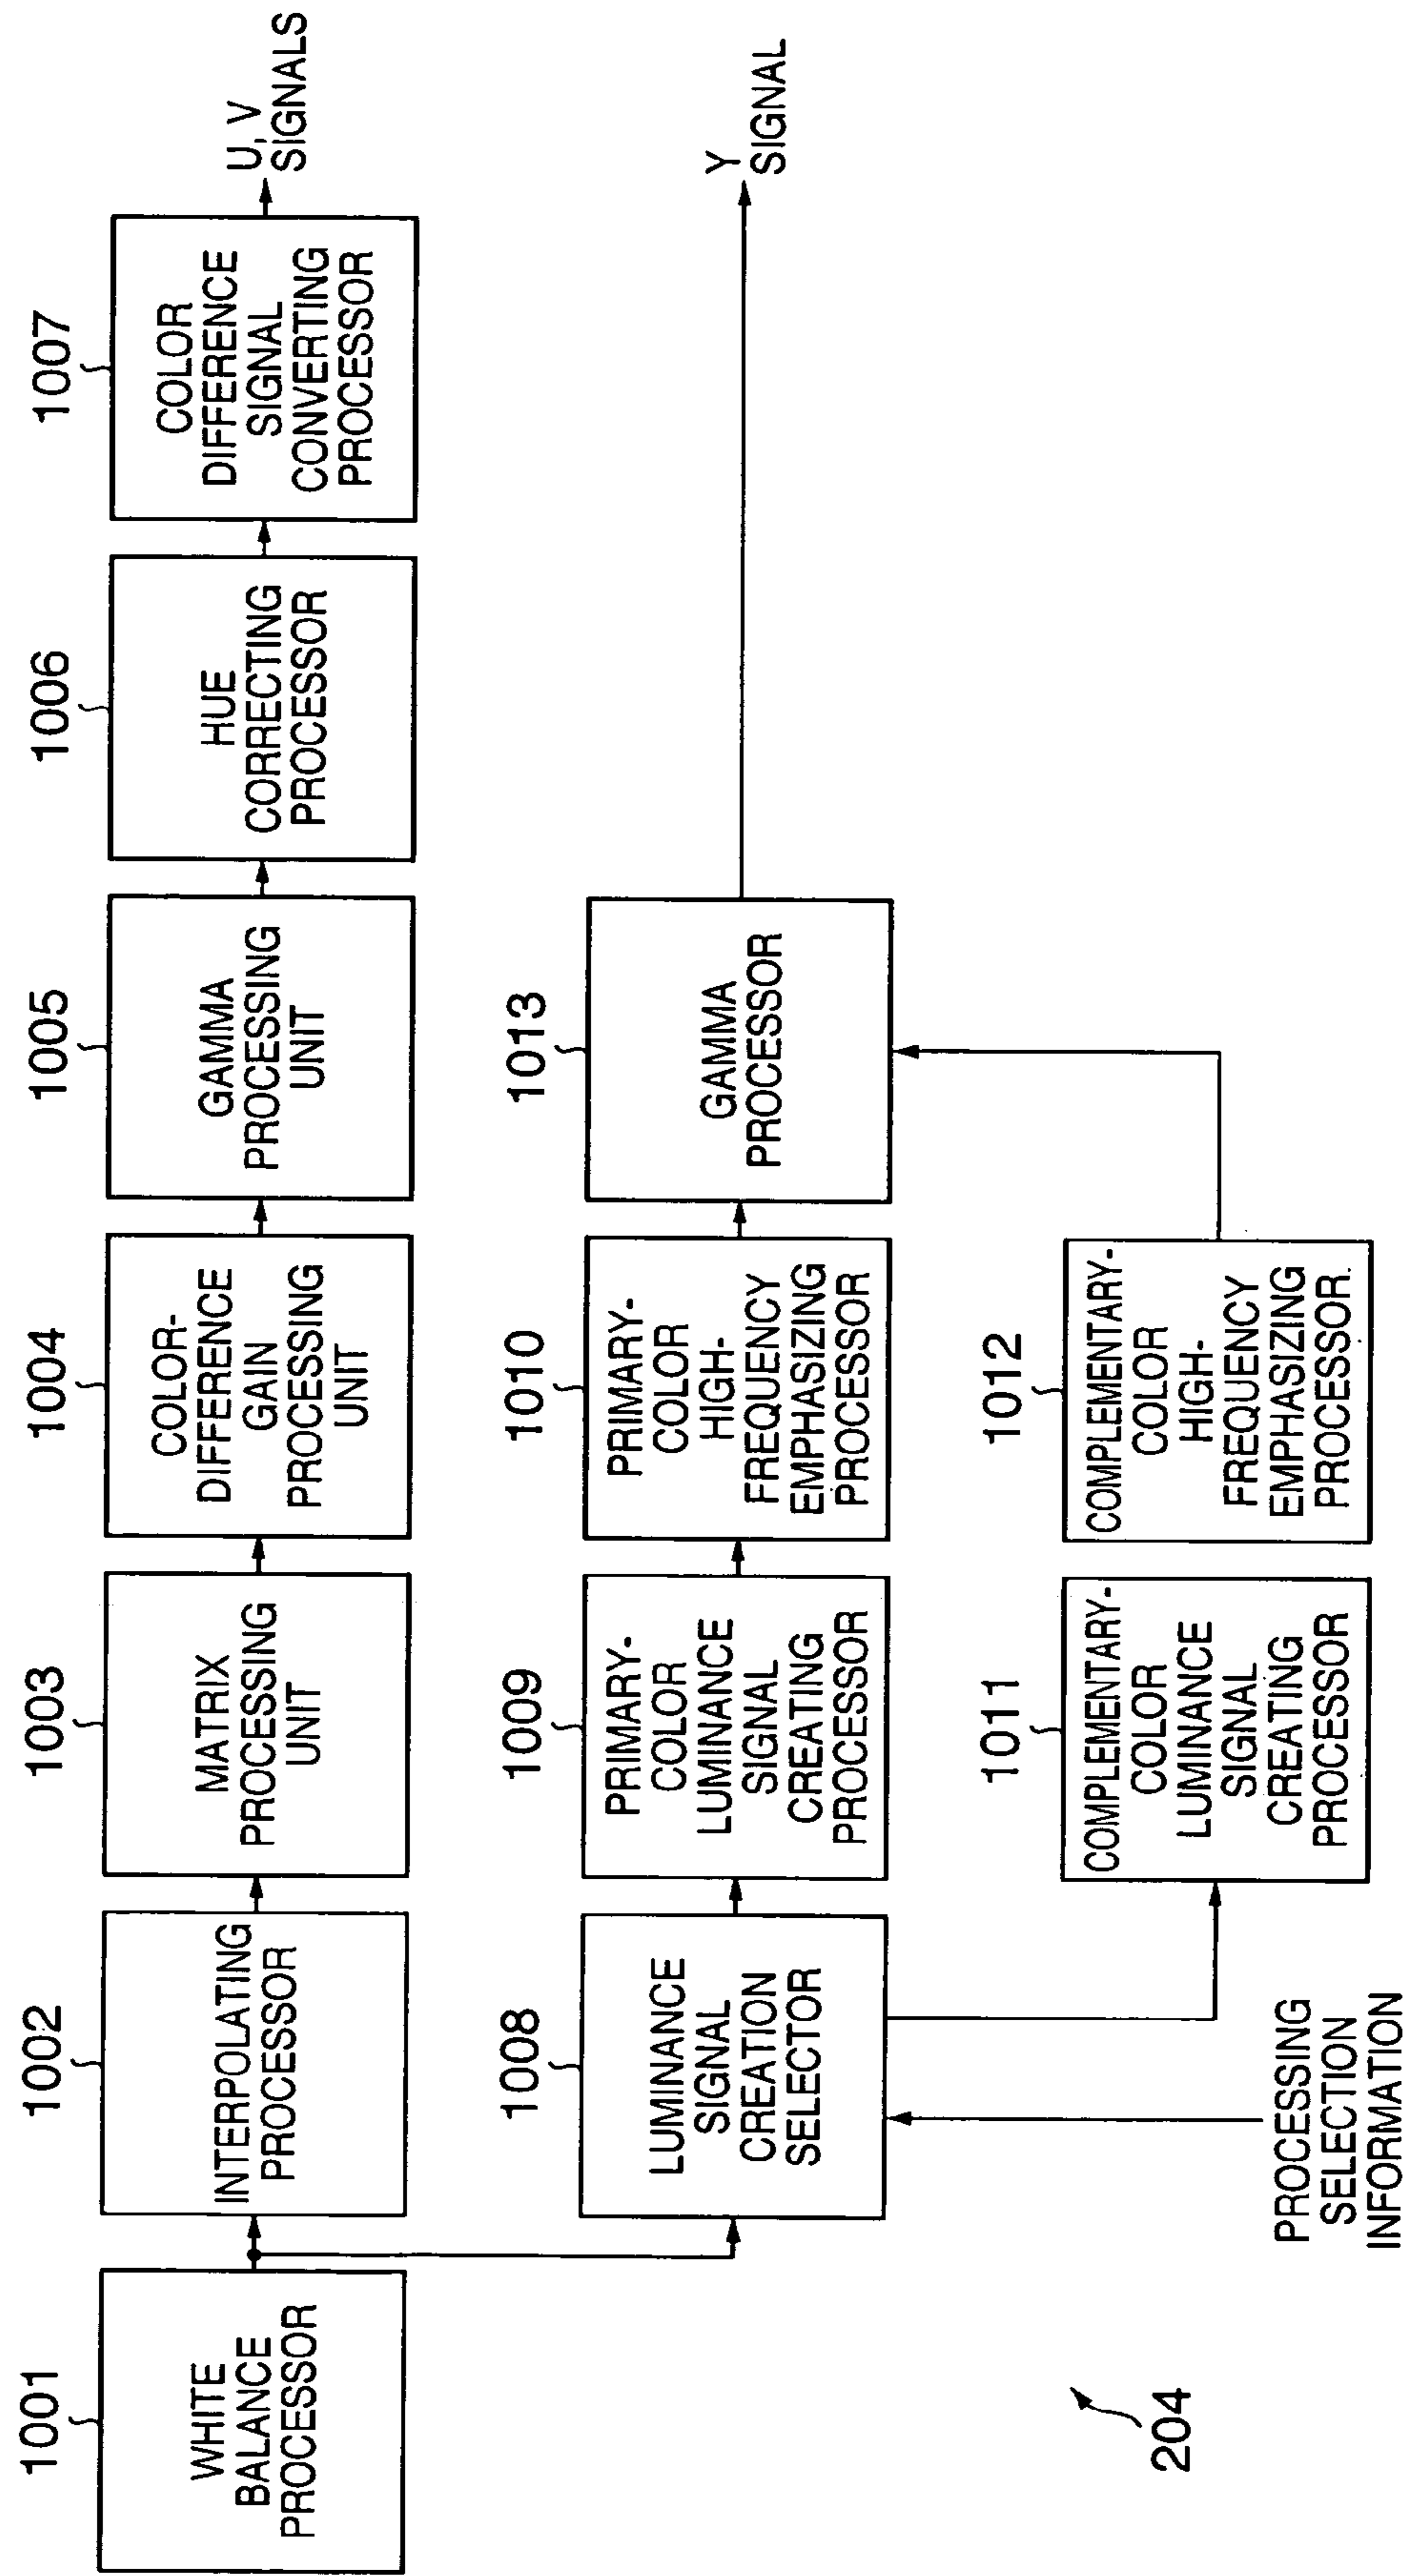 1001
WHITE
BALANCE
PROCESSOR
1002
INTERPOLATING
PROCESSOR
1003
MATRIX
PROCESSING
UNIT
1004
COLOR-
DIFFERENCE
GAIN
PROCESSING
UNIT
1005
GAMMA
PROCESSING
UNIT
1006
HUE
CORRECTING
PROCESSOR
1007
COLOR
DIFFERENCE
SIGNAL
CONVERTING
PROCESSOR
U, V
SIGNALS
1008
LUMINANCE
SIGNAL
CREATION
SELECTOR
1009
PRIMARY-
COLOR
LUMINANCE
SIGNAL
CREATING
PROCESSOR
1010
PRIMARY-
COLOR
HIGH-
FREQUENCY
EMPHASIZING
PROCESSOR
1013
GAMMA
PROCESSOR
Y
SIGNAL
PROCESSING
SELECTION
INFORMATION
1011
COMPLEMENTARY-
COLOR
LUMINANCE
SIGNAL
CREATING
PROCESSOR
1012
COMPLEMENTARY-
COLOR
HIGH-
FREQUENCY
EMPHASIZING
PROCESSOR.
204